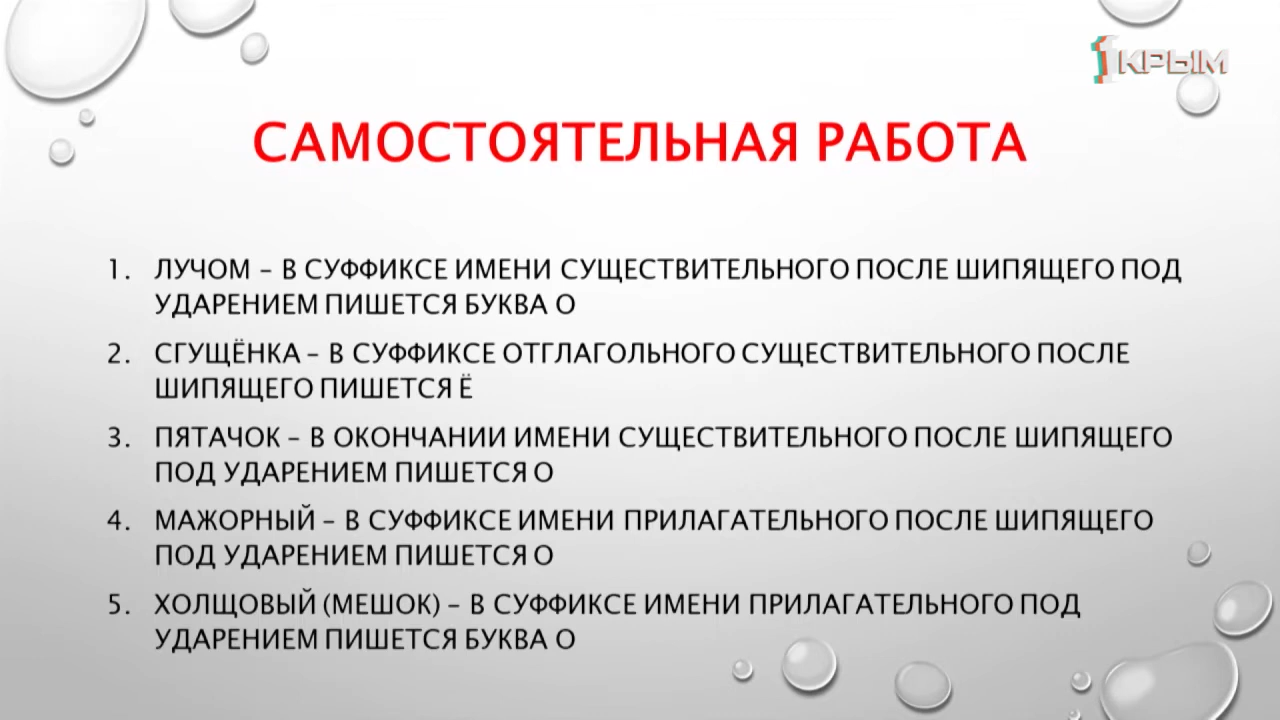 1КРЫМ
САМОСТОЯТЕЛЬНАЯ РАБОТА
1. ЛУЧОМ – В СУФФИКСЕ ИМЕНИ СУЩЕСТВИТЕЛЬНОГО ПОСЛЕ ШИПЯЩЕГО ПОД
УДАРЕНИЕМ ПИШЕТСЯ БУКВА О
2. СГУЩЁНКА – В СУФФИКСЕ ОТГЛАГОЛЬНОГО СУЩЕСТВИТЕЛЬНОГО ПОСЛЕ
ШИПЯЩЕГО ПИШЕТСЯ Ё
3. ПЯТАЧОК – В ОКОНЧАНИИ ИМЕНИ СУЩЕСТВИТЕЛЬНОГО ПОСЛЕ ШИПЯЩЕГО
ПОД УДАРЕНИЕМ ПИШЕТСЯ О
4. МАЖОРНЫЙ – В СУФФИКСЕ ИМЕНИ ПРИЛАГАТЕЛЬНОГО ПОСЛЕ ШИПЯЩЕГО
ПОД УДАРЕНИЕМ ПИШЕТСЯ О
5. ХОЛЩОВЫЙ (МЕШОК) – В СУФФИКСЕ ИМЕНИ ПРИЛАГАТЕЛЬНОГО ПОД
УДАРЕНИЕМ ПИШЕТСЯ БУКВА О